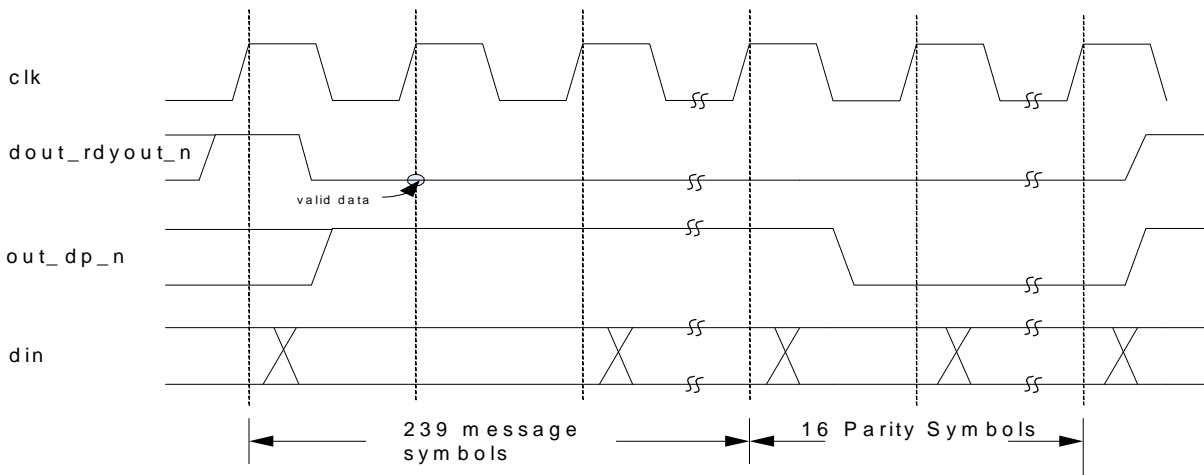 clk
dout_rdyout_n
valid data
out_dp_n
din
239 message
symbols
16 Parity Symbols